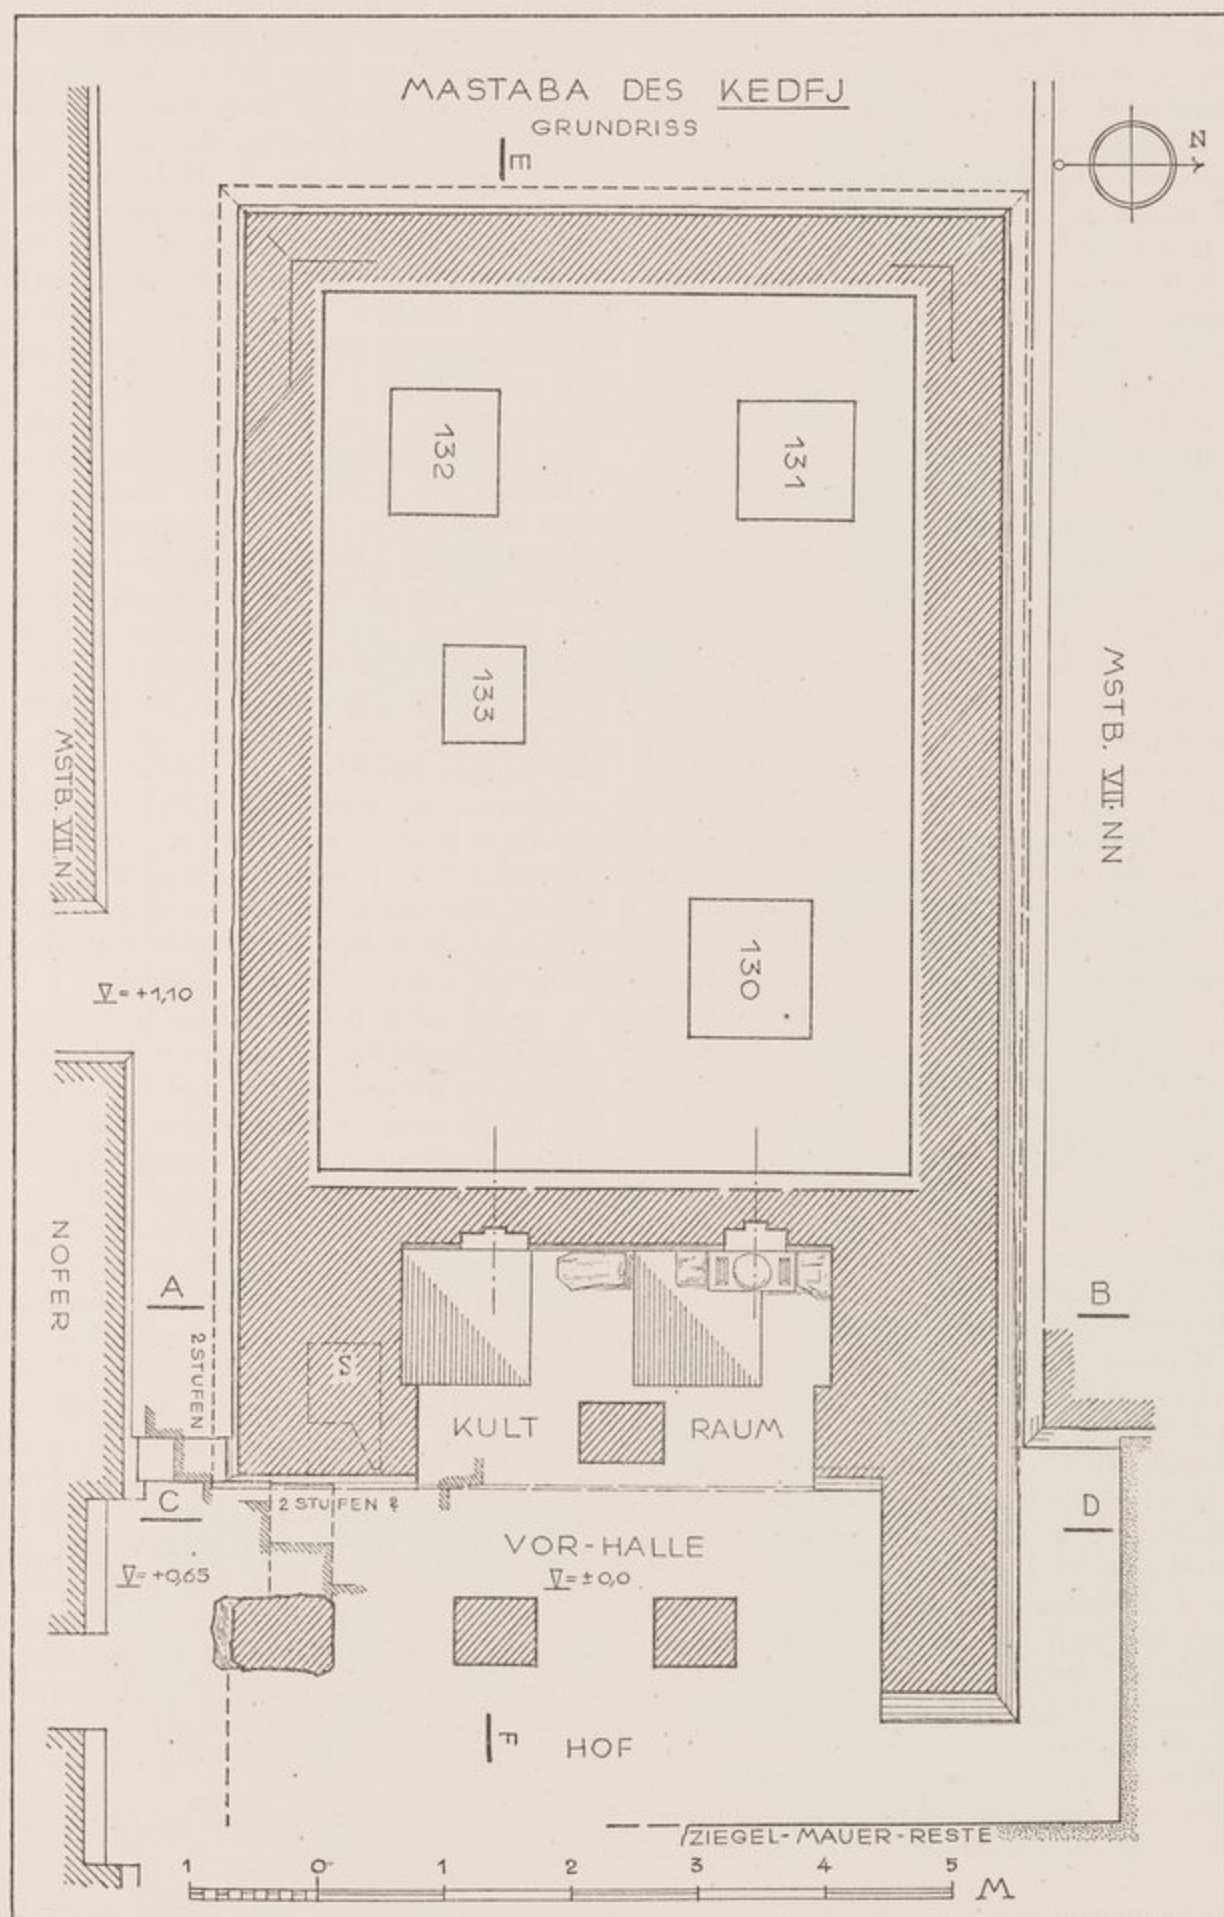 MASTABA DES KEDFJ
GRUNDRISS
E
N
132
131
133
MSTB. VII N
MSTB. VII NN
130
∇ = +1,10
NOFER
A
B
2 STUFEN
S
KULT RAUM
C
2 STUFEN ?
D
VOR-HALLE
∇ = +0,65
∇ = ± 0,0
F
HOF
ZIEGEL-MAUER-RESTE
1 0 1 2 3 4 5 M